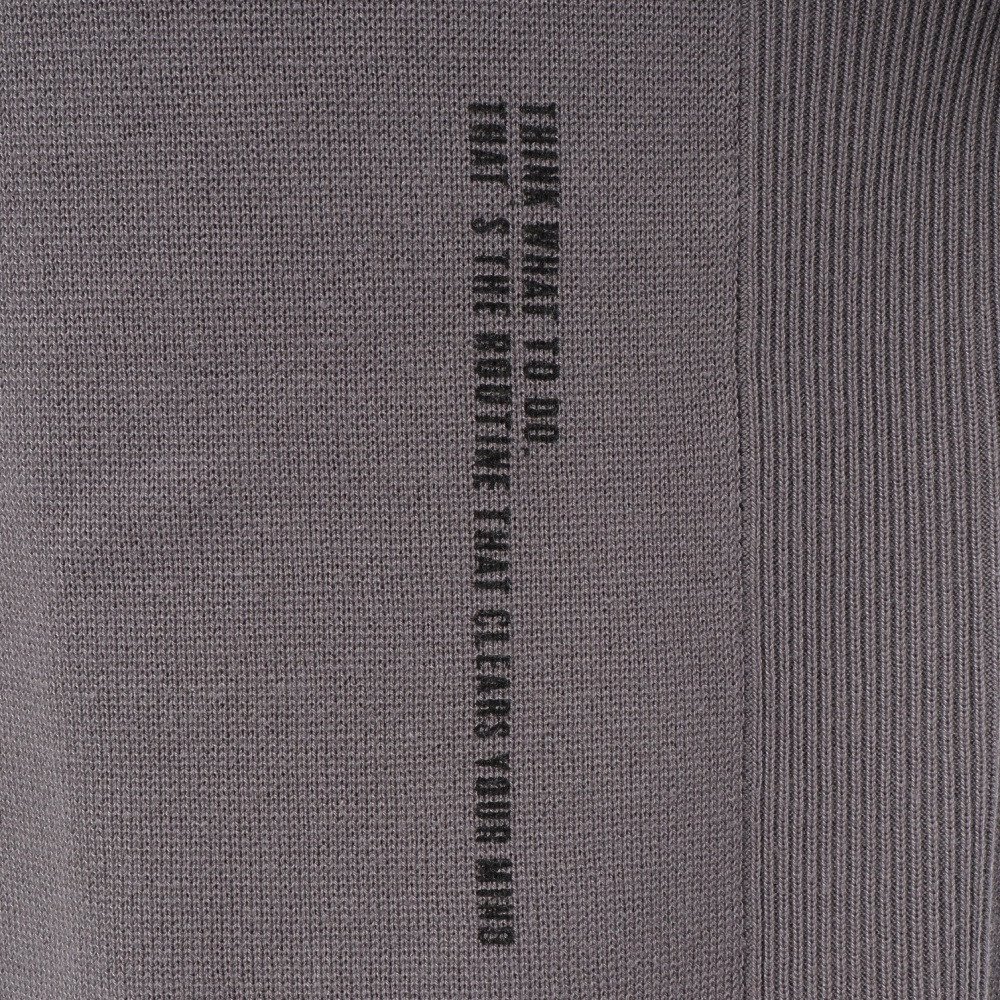 THINK WHAT TO DO.
THAT' S THE ROUTINE THAT CLEARS YOUR MIND